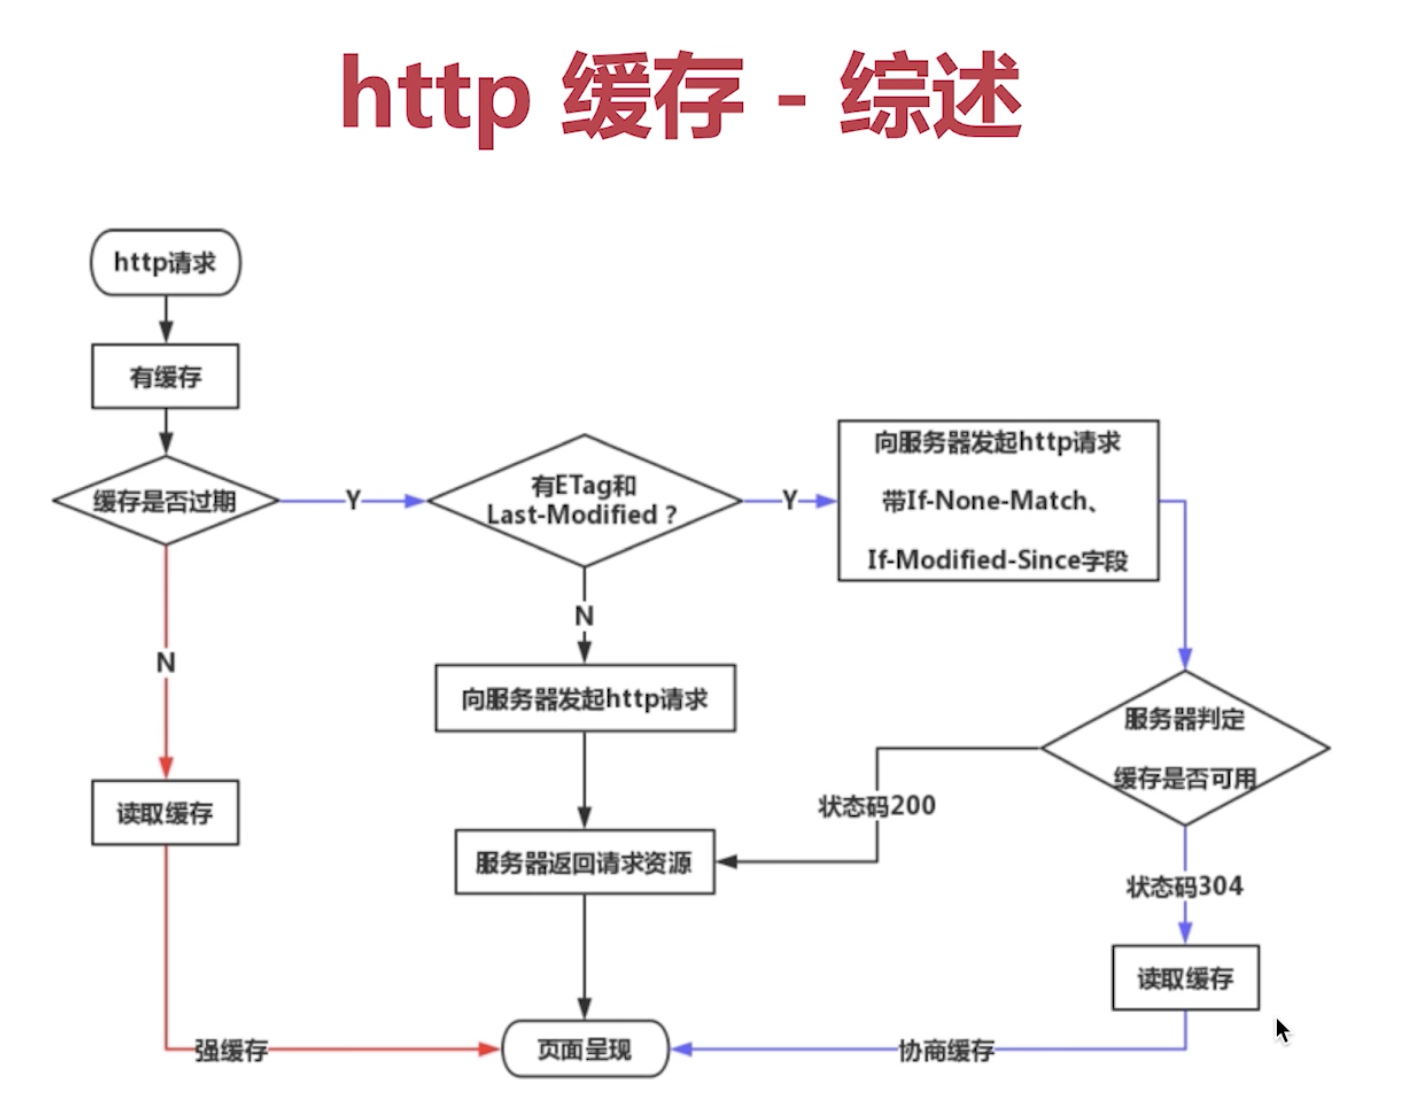 http 缓存 - 综述
http请求
有缓存
缓存是否过期
Y
有ETag和
Last-Modified？
Y
向服务器发起http请求
带If-None-Match、
If-Modified-Since字段
N
N
向服务器发起http请求
服务器判定
缓存是否可用
读取缓存
状态码200
服务器返回请求资源
状态码304
读取缓存
强缓存
页面呈现
协商缓存